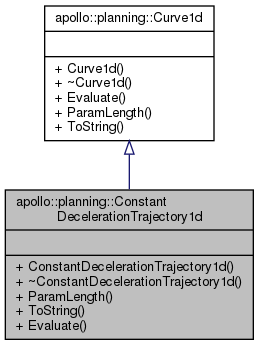 apollo::planning::Curve1d
+ Curve1d()
+ ~Curve1d()
+ Evaluate()
+ ParamLength()
+ ToString()
apollo::planning::Constant
DecelerationTrajectory1d
+ ConstantDecelerationTrajectory1d()
+ ~ConstantDecelerationTrajectory1d()
+ ParamLength()
+ ToString()
+ Evaluate()